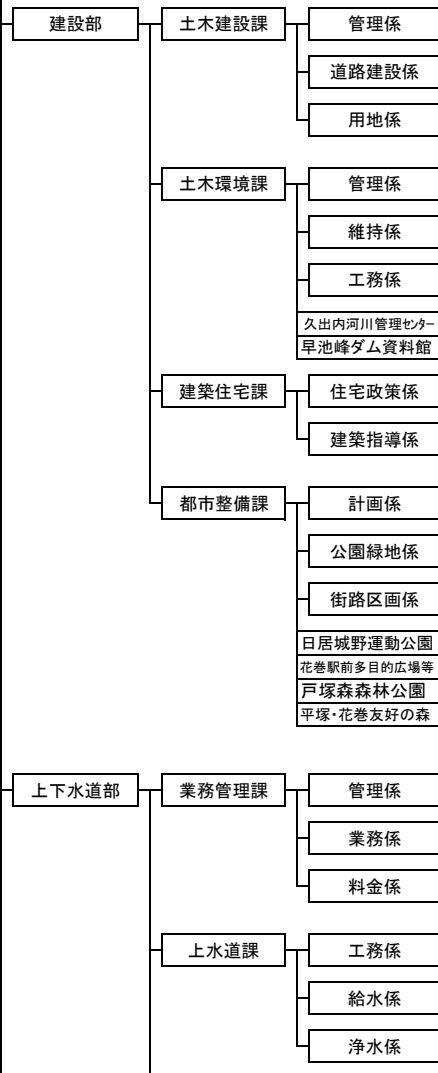 建設部
土木建設課
管理係
道路建設係
用地係
土木環境課
管理係
維持係
工務係
久出内河川管理センター
早池峰ダム資料館
建築住宅課
住宅政策係
建築指導係
都市整備課
計画係
公園緑地係
街路区画係
日居城野運動公園
花巻駅前多目的広場等
戸塚森森林公園
平塚・花巻友好の森
上下水道部
業務管理課
管理係
業務係
料金係
上水道課
工務係
給水係
浄水係